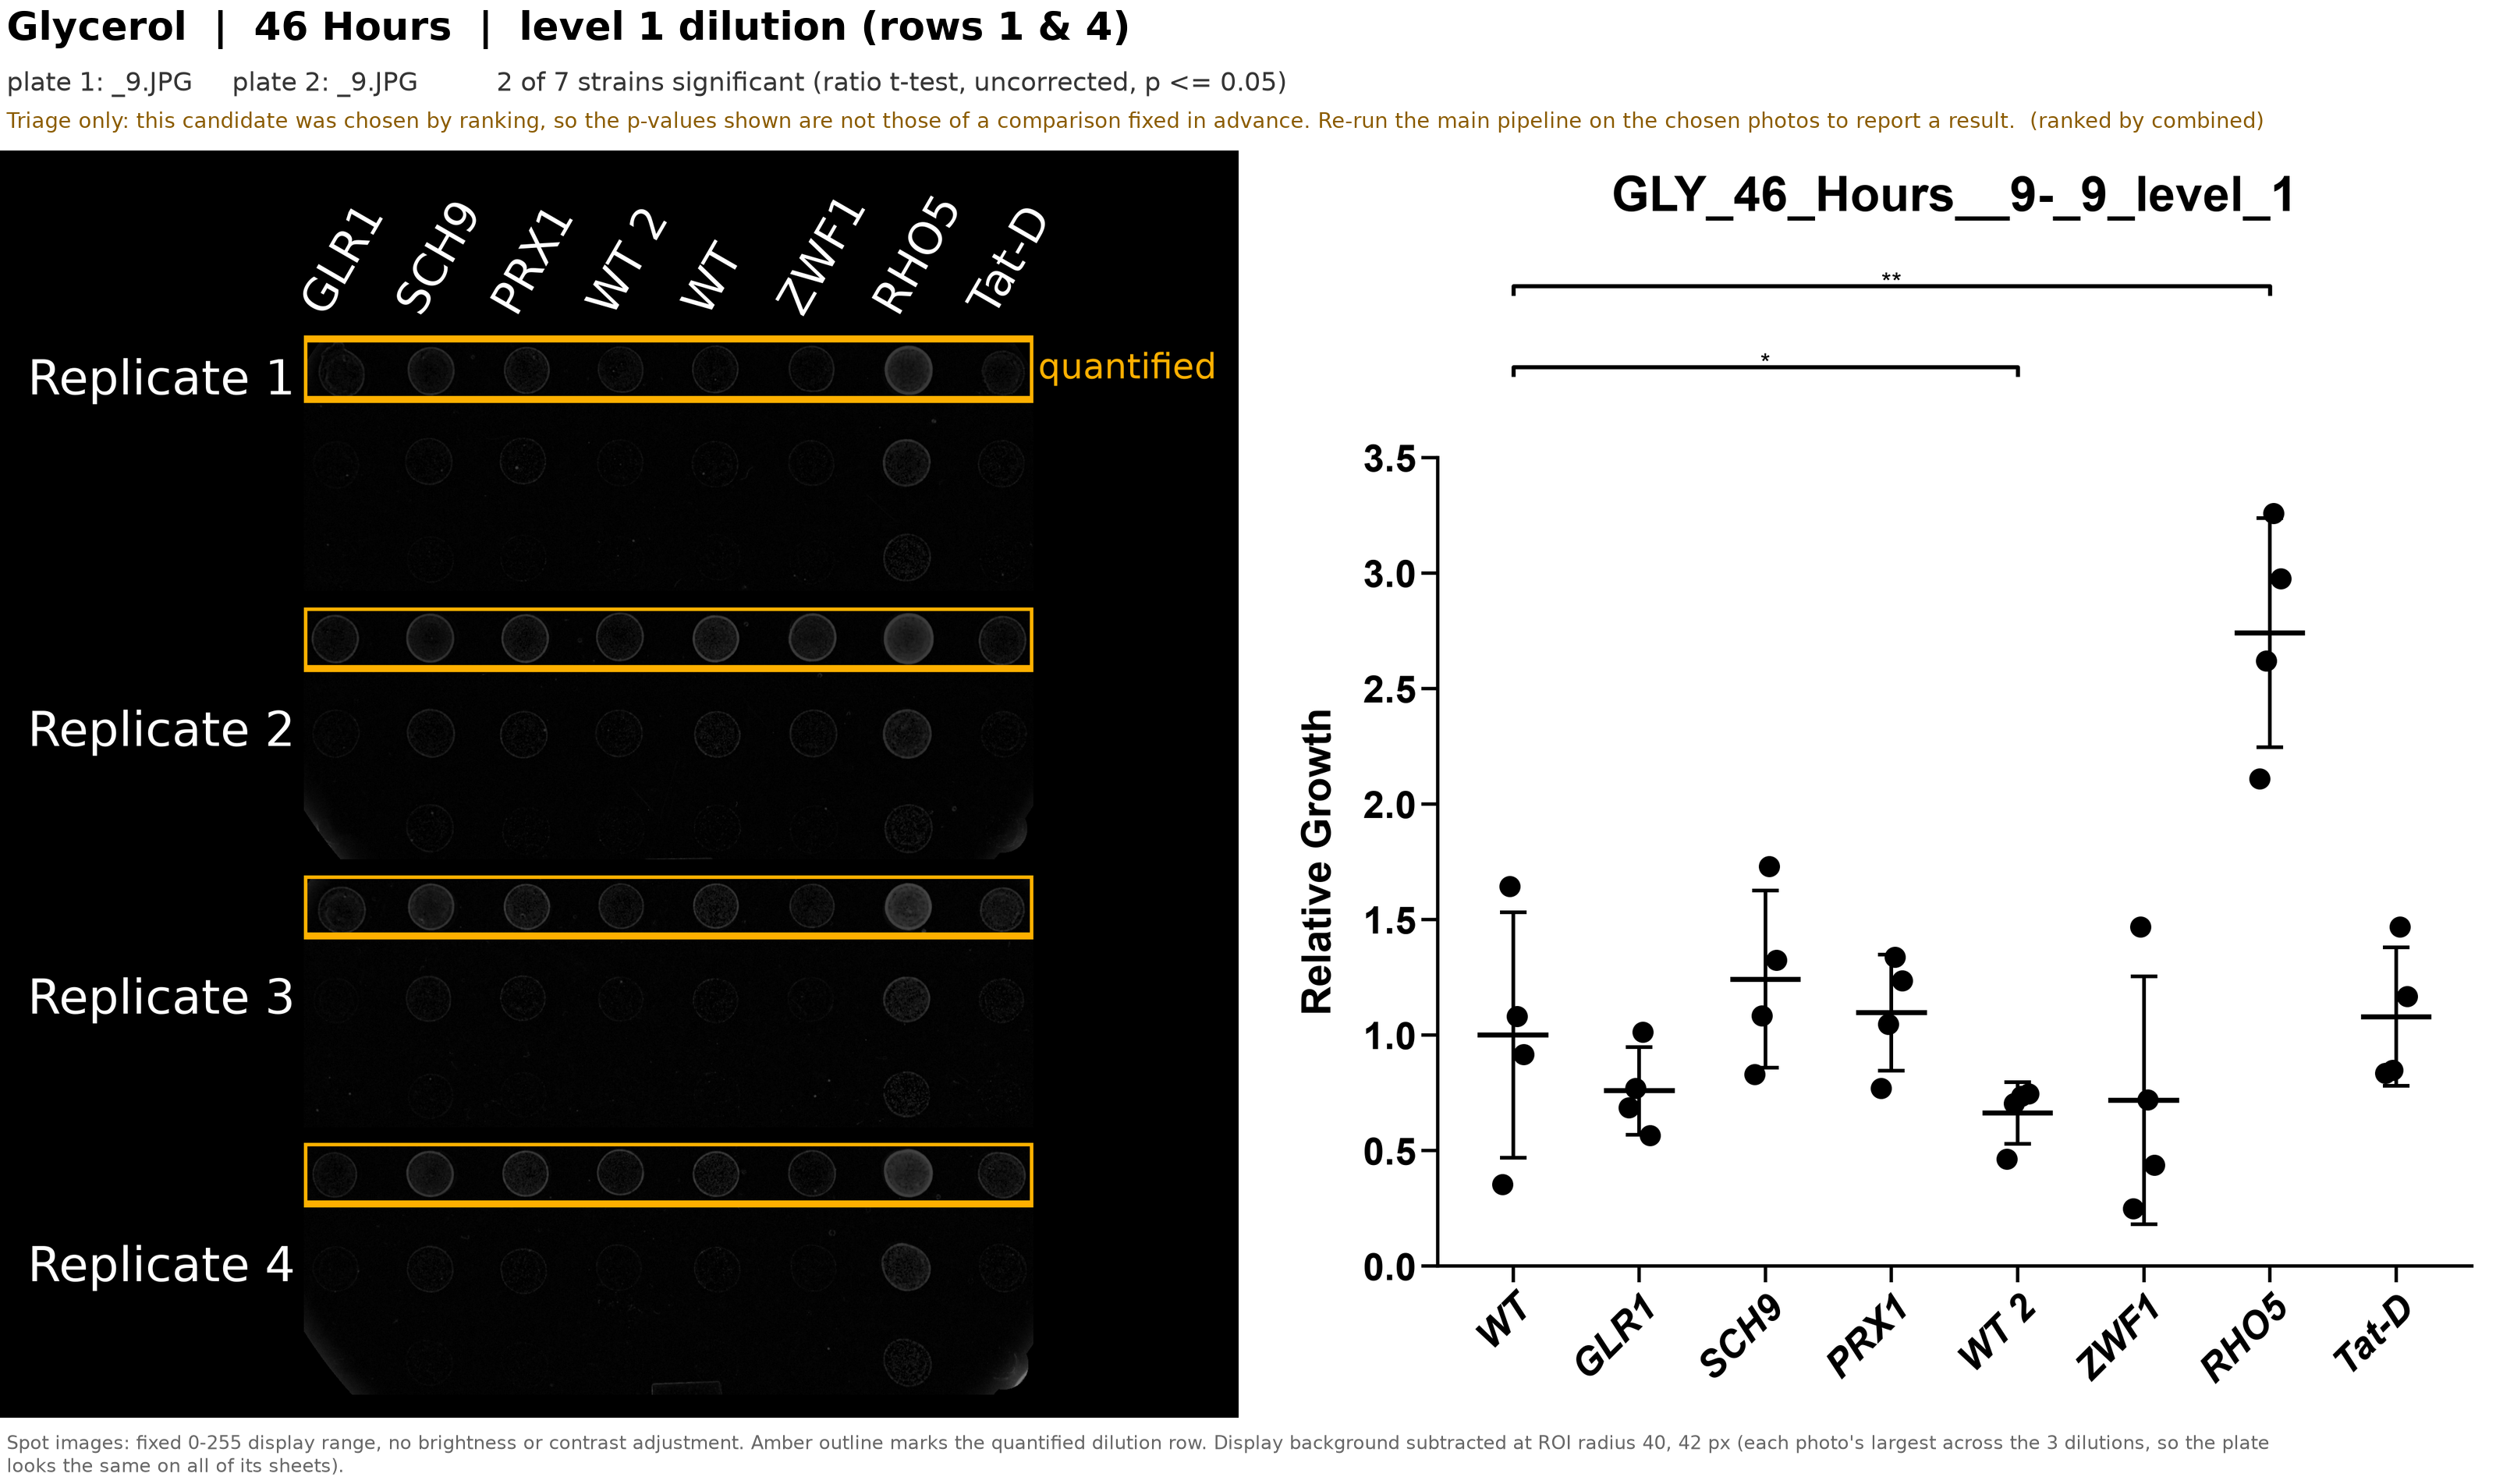 Glycerol | 46 Hours | level 1 dilution (rows 1 & 4)
plate 1: _9.JPG plate 2: _9.JPG 2 of 7 strains significant (ratio t-test, uncorrected, p <= 0.05)
Triage only: this candidate was chosen by ranking, so the p-values shown are not those of a comparison fixed in advance. Re-run the main pipeline on the chosen photos to report a result. (ranked by combined)
GLR1 SCH9 PRX1 WT 2 WT ZWF1 RHO5 Tat-D
Replicate 1
quantified
Replicate 2
Replicate 3
Replicate 4
GLY_46_Hours__9-_9_level_1
**
*
3.5
3.0
2.5
2.0
1.5
1.0
0.5
0.0
Relative Growth
WT GLR1 SCH9 PRX1 WT 2 ZWF1 RHO5 Tat-D
Spot images: fixed 0-255 display range, no brightness or contrast adjustment. Amber outline marks the quantified dilution row. Display background subtracted at ROI radius 40, 42 px (each photo's largest across the 3 dilutions, so the plate
looks the same on all of its sheets).